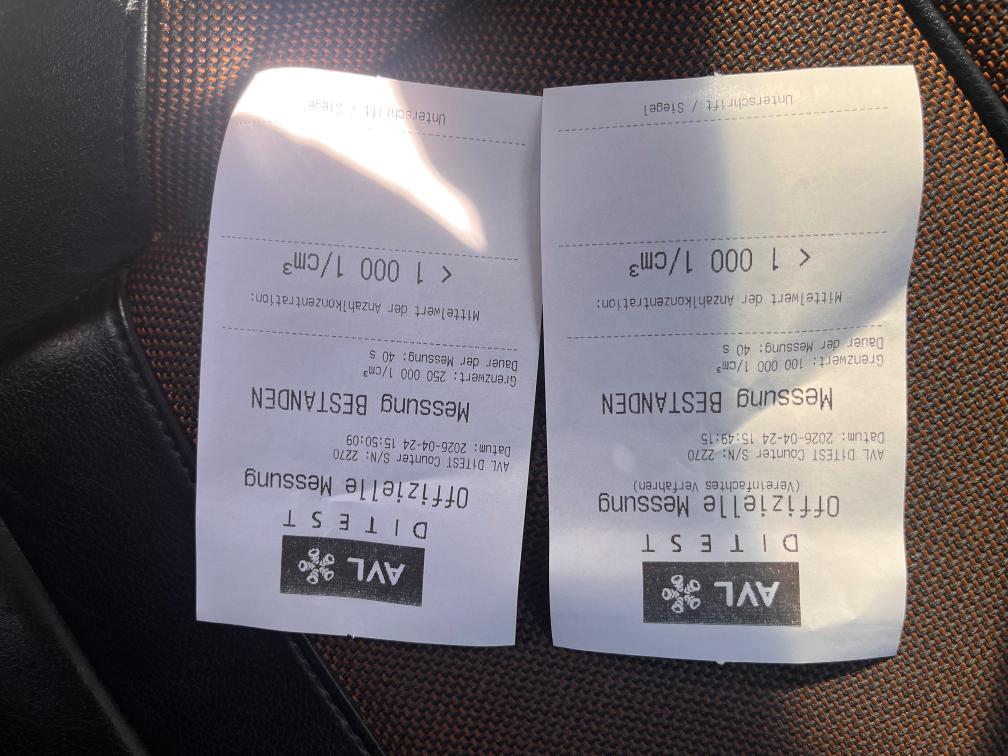 AVL
DITEST
Offizielle Messung
(Vereinfachtes Verfahren)
AVL DiTEST Counter S/N: 2270
Datum: 2026-04-24 15:49:15
Messung BESTANDEN
Grenzwert: 100 000 1/cm³
Dauer der Messung: 40 s
Mittelwert der Anzahlkonzentration:
< 1 000 1/cm³
Unterschrift / Siegel
AVL
DITEST
Offizielle Messung
AVL DiTEST Counter S/N: 2270
Datum: 2026-04-24 15:50:09
Messung BESTANDEN
Grenzwert: 250 000 1/cm³
Dauer der Messung: 40 s
Mittelwert der Anzahlkonzentration:
< 1 000 1/cm³
Unterschrift / Siegel